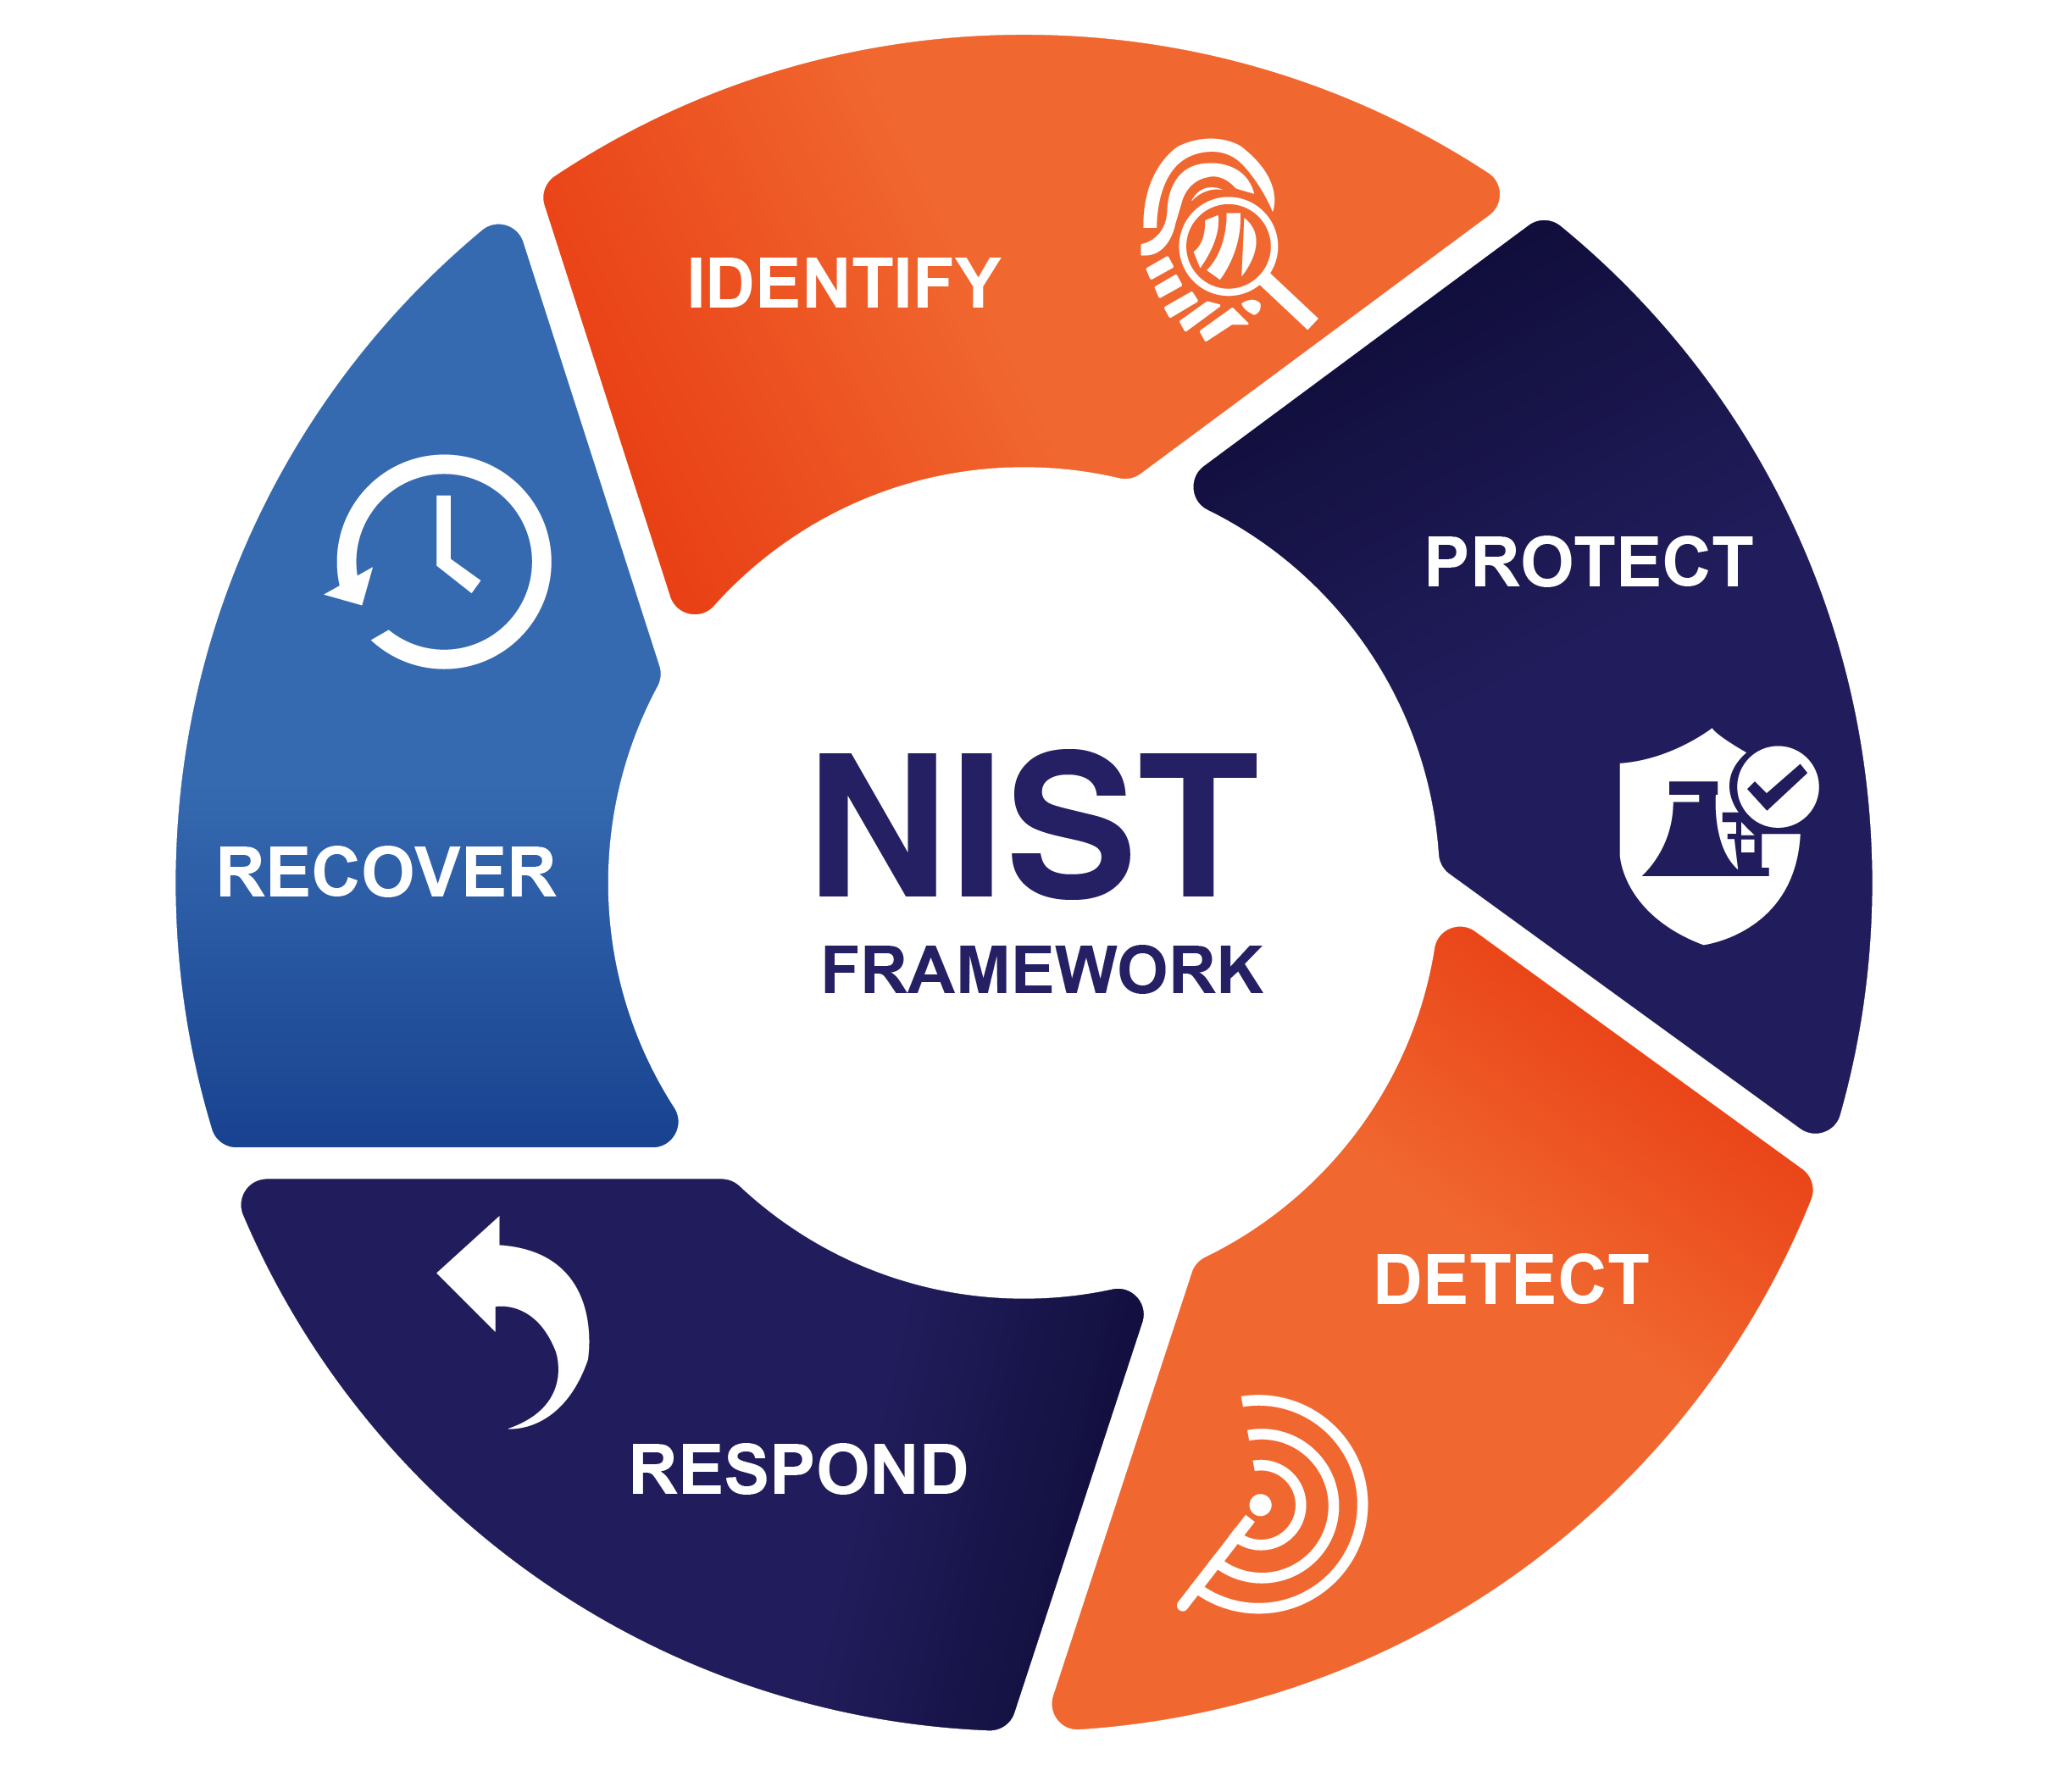 IDENTIFY
PROTECT
DETECT
RESPOND
RECOVER
NIST
FRAMEWORK